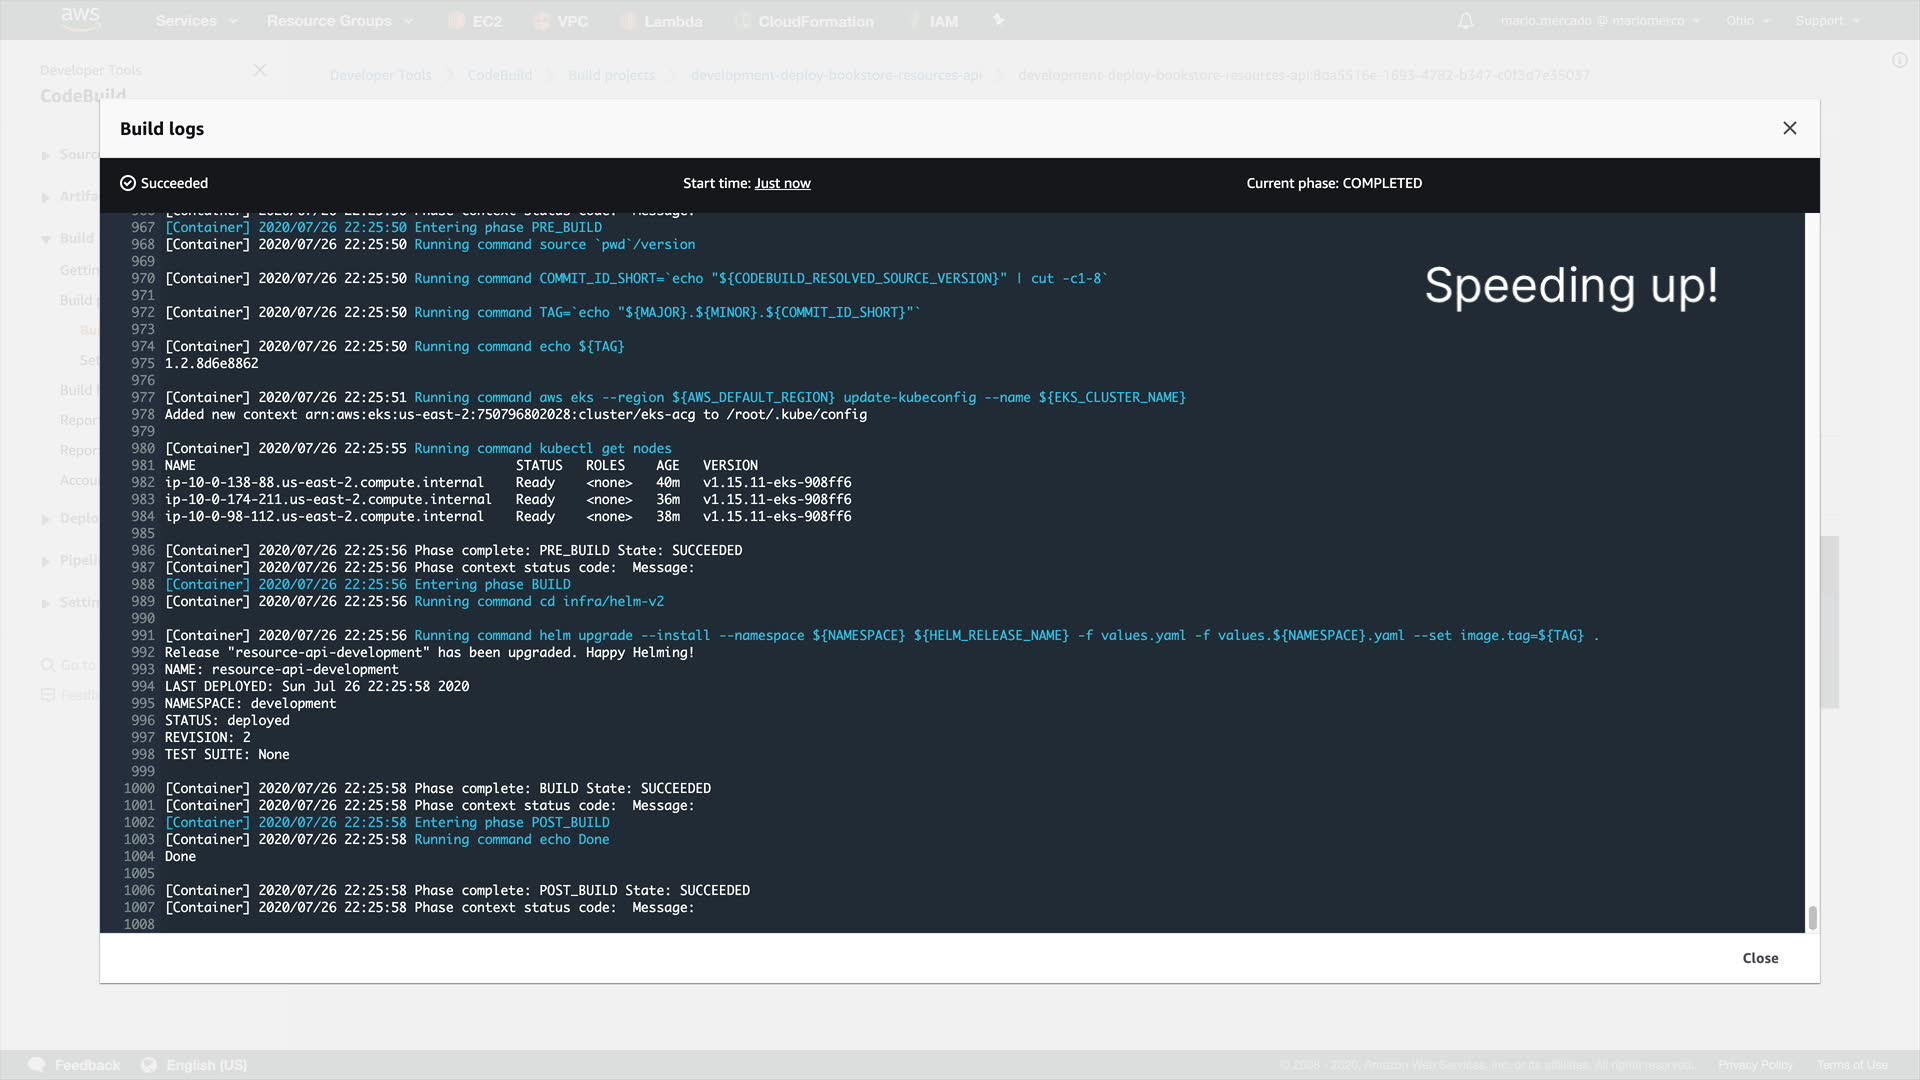 aws
Services
Resource Groups
EC2
VPC
Lambda
CloudFormation
IAM
mario.mercado @ mariomerco
Ohio
Support
Developer Tools
CodeBuild
Developer Tools
CodeBuild
Build projects
development-deploy-bookstore-resources-api
development-deploy-bookstore-resources-api:8da5516e-1693-4782-b347-c0f3d7e35037
Build logs
Succeeded
Start time: Just now
Current phase: COMPLETED
Build
Go to
966 [Container] 2020/07/26 22:25:50 Phase context status code:  Message:
967 [Container] 2020/07/26 22:25:50 Entering phase PRE_BUILD
968 [Container] 2020/07/26 22:25:50 Running command source `pwd`/version
969
970 [Container] 2020/07/26 22:25:50 Running command COMMIT_ID_SHORT=`echo "${CODEBUILD_RESOLVED_SOURCE_VERSION}" | cut -c1-8`
971
972 [Container] 2020/07/26 22:25:50 Running command TAG=`echo "${MAJOR}.${MINOR}.${COMMIT_ID_SHORT}"`
973
974 [Container] 2020/07/26 22:25:50 Running command echo ${TAG}
975 1.2.8d6e8862
976
977 [Container] 2020/07/26 22:25:51 Running command aws eks --region ${AWS_DEFAULT_REGION} update-kubeconfig --name ${EKS_CLUSTER_NAME}
978 Added new context arn:aws:eks:us-east-2:750796802028:cluster/eks-acg to /root/.kube/config
979
980 [Container] 2020/07/26 22:25:55 Running command kubectl get nodes
981 NAME STATUS ROLES AGE VERSION
982 ip-10-0-138-88.us-east-2.compute.internal Ready <none> 40m v1.15.11-eks-908ff6
983 ip-10-0-174-211.us-east-2.compute.internal Ready <none> 36m v1.15.11-eks-908ff6
984 ip-10-0-98-112.us-east-2.compute.internal Ready <none> 38m v1.15.11-eks-908ff6
985
986 [Container] 2020/07/26 22:25:56 Phase complete: PRE_BUILD State: SUCCEEDED
987 [Container] 2020/07/26 22:25:56 Phase context status code:  Message:
988 [Container] 2020/07/26 22:25:56 Entering phase BUILD
989 [Container] 2020/07/26 22:25:56 Running command cd infra/helm-v2
990
991 [Container] 2020/07/26 22:25:56 Running command helm upgrade --install --namespace ${NAMESPACE} ${HELM_RELEASE_NAME} -f values.yaml -f values.${NAMESPACE}.yaml --set image.tag=${TAG} .
992 Release "resource-api-development" has been upgraded. Happy Helming!
993 NAME: resource-api-development
994 LAST DEPLOYED: Sun Jul 26 22:25:58 2020
995 NAMESPACE: development
996 STATUS: deployed
997 REVISION: 2
998 TEST SUITE: None
999
1000 [Container] 2020/07/26 22:25:58 Phase complete: BUILD State: SUCCEEDED
1001 [Container] 2020/07/26 22:25:58 Phase context status code:  Message:
1002 [Container] 2020/07/26 22:25:58 Entering phase POST_BUILD
1003 [Container] 2020/07/26 22:25:58 Running command echo Done
1004 Done
1005
1006 [Container] 2020/07/26 22:25:58 Phase complete: POST_BUILD State: SUCCEEDED
1007 [Container] 2020/07/26 22:25:58 Phase context status code:  Message:
1008
Speeding up!
Close
Feedback
English (US)
© 2008 - 2020, Amazon Web Services, Inc. or its affiliates. All rights reserved.
Privacy Policy
Terms of Use